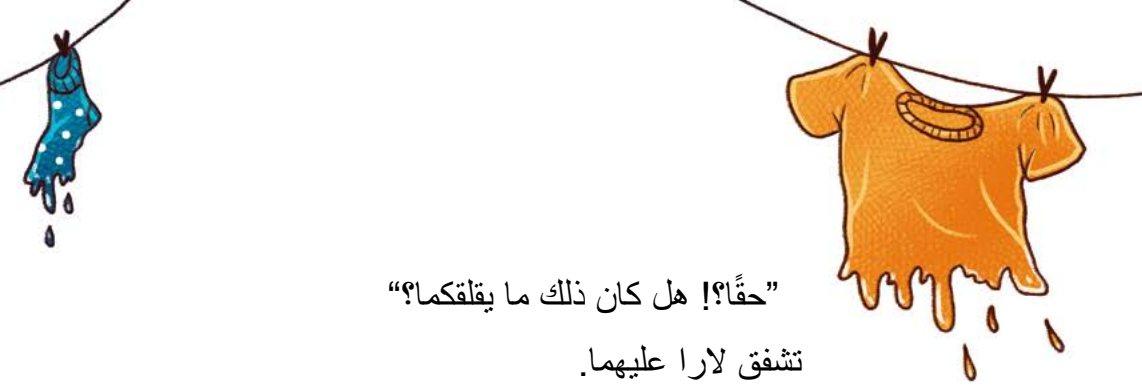 ”حقًا؟! هل كان ذلك ما يقلقكما؟“
تشفق لارا عليهما.